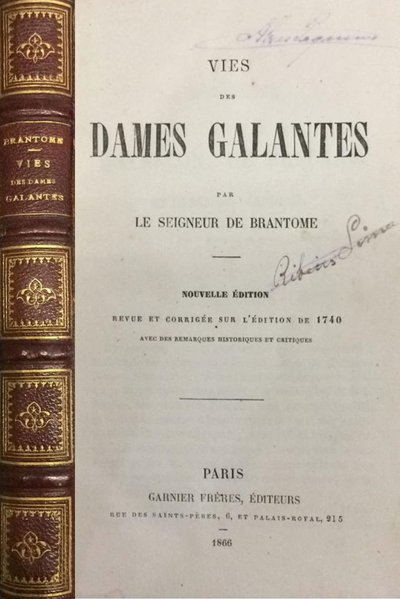 BRANTOME
VIES
DES DAMES
GALANTES
VIES
DES
DAMES GALANTES
PAR
LE SEIGNEUR DE BRANTOME
Ribeiro Lima
NOUVELLE ÉDITION
REVUE ET CORRIGÉE SUR L'ÉDITION DE 1740
AVEC DES REMARQUES HISTORIQUES ET CRITIQUES
PARIS
GARNIER FRÈRES, ÉDITEURS
RUE DES SAINTS-PÈRES, 6, ET PALAIS-ROYAL, 215
1866